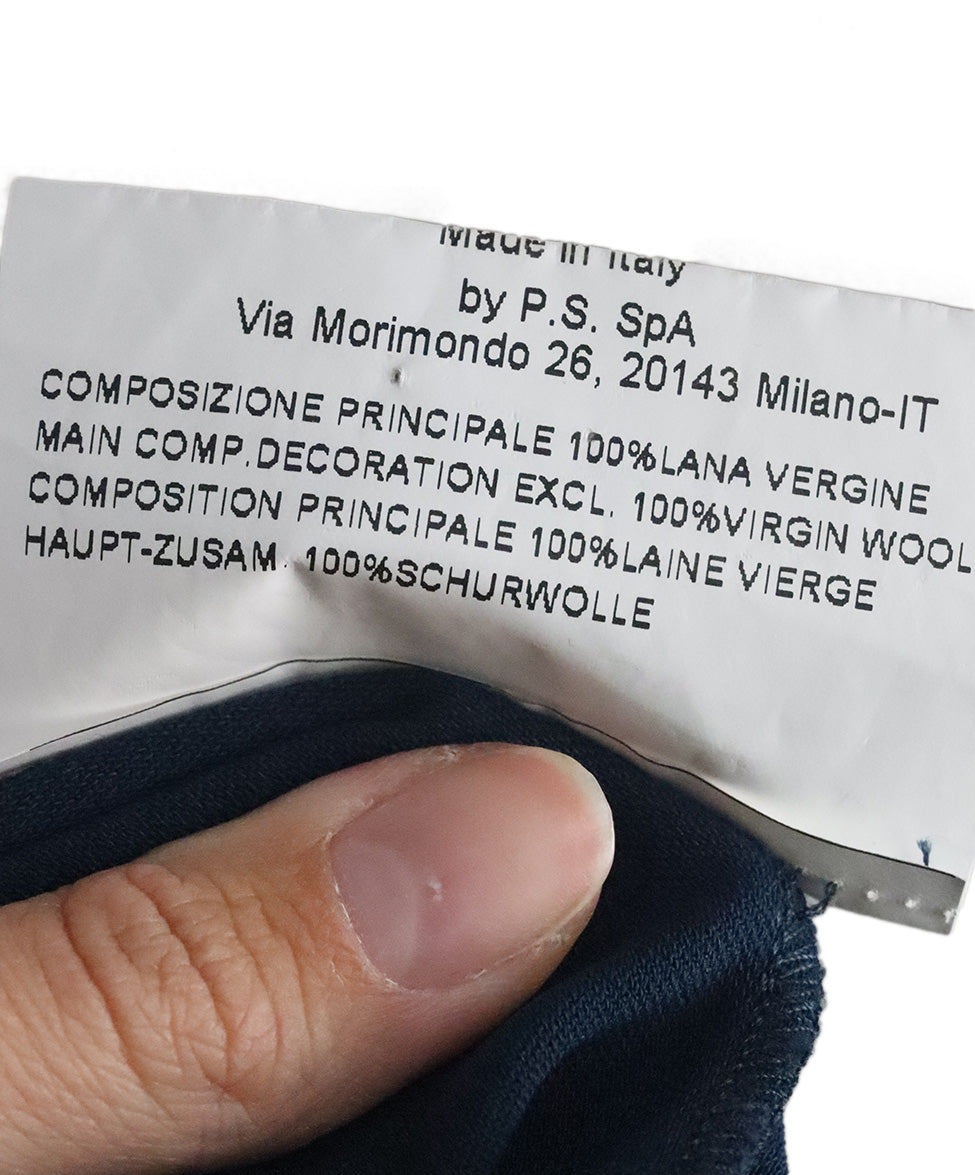 Made in Italy
by P.S. SpA
Via Morimondo 26, 20143 Milano-IT
COMPOSIZIONE PRINCIPALE 100%LANA VERGINE
MAIN COMP.DECORATION EXCL. 100%VIRGIN WOOL
COMPOSITION PRINCIPALE 100%LAINE VIERGE
HAUPT-ZUSAM. 100%SCHURWOLLE